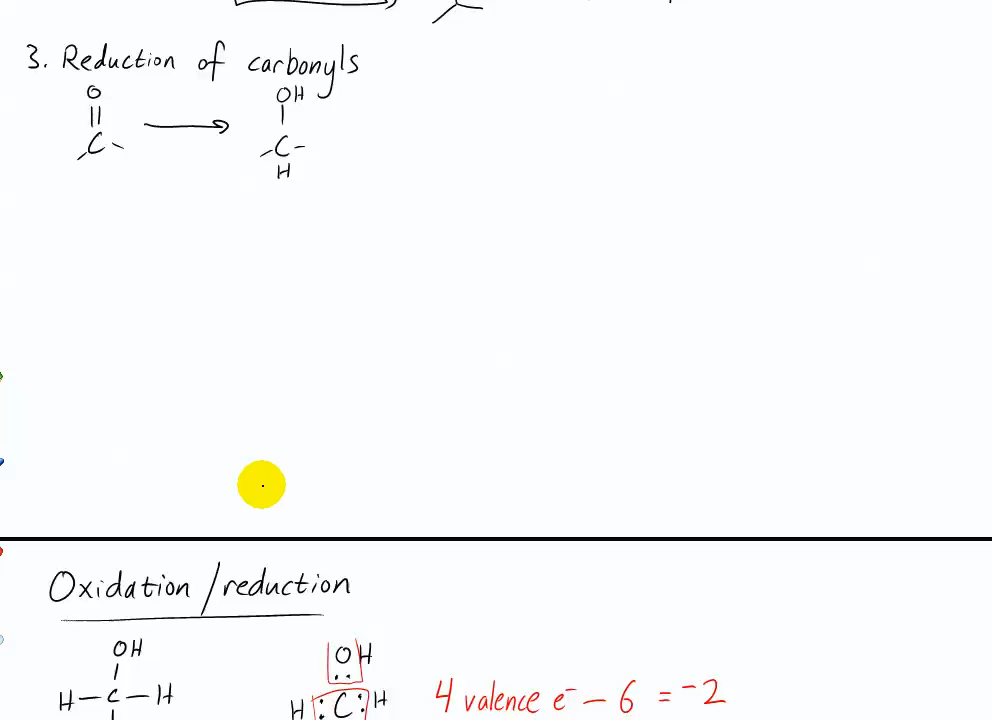 3. Reduction of carbonyls
O OH
|| |
C ⟶ -C-
H
Oxidation/reduction
OH OH
H-C-H H:C:H 4 valence e⁻ - 6 = -2